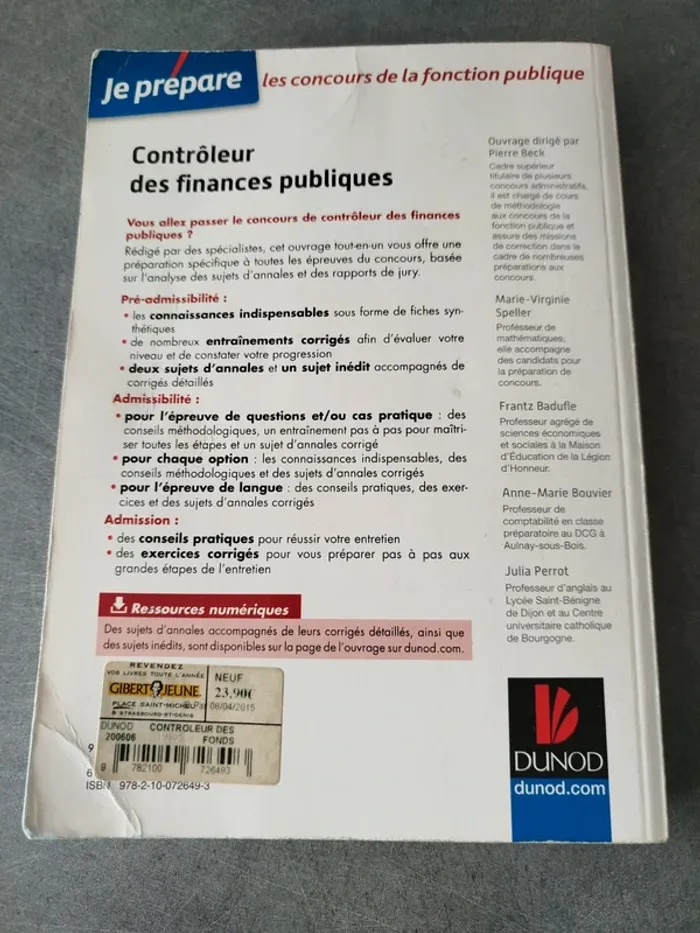 Je prépare les concours de la fonction publique
Contrôleur
des finances publiques
Vous allez passer le concours de contrôleur des finances
publiques ?
Rédigé par des spécialistes, cet ouvrage tout-en-un vous offre une
préparation spécifique à toutes les épreuves du concours, basée
sur l'analyse des sujets d'annales et des rapports de jury.
Pré-admissibilité :
• les connaissances indispensables sous forme de fiches syn-
thétiques
• de nombreux entraînements corrigés afin d'évaluer votre
niveau et de constater votre progression
• deux sujets d'annales et un sujet inédit accompagnés de
corrigés détaillés
Admissibilité :
• pour l'épreuve de questions et/ou cas pratique : des
conseils méthodologiques, un entraînement pas à pas pour maîtri-
ser toutes les étapes et un sujet d'annales corrigé
• pour chaque option : les connaissances indispensables, des
conseils méthodologiques et des sujets d'annales corrigés
• pour l'épreuve de langue : des conseils pratiques, des exer-
cices et des sujets d'annales corrigés
Admission :
• des conseils pratiques pour réussir votre entretien
• des exercices corrigés pour vous préparer pas à pas aux
grandes étapes de l'entretien
Ressources numériques
Des sujets d'annales accompagnés de leurs corrigés détaillés, ainsi que
des sujets inédits, sont disponibles sur la page de l'ouvrage sur dunod.com.
Ouvrage dirigé par
Pierre Beck
Cadre supérieur
titulaire de plusieurs
concours administratifs,
il est chargé de cours
de méthodologie
aux concours de la
fonction publique et
assure des missions
de correction dans le
cadre de nombreuses
préparations aux
concours.
Marie-Virginie
Speller
Professeur de
mathématiques,
elle accompagne
des candidats pour
la préparation de
concours.
Frantz Badufle
Professeur agrégé de
sciences économiques
et sociales à la Maison
d'Éducation de la Légion
d'Honneur.
Anne-Marie Bouvier
Professeur de
comptabilité en classe
préparatoire au DCG à
Aulnay-sous-Bois.
Julia Perrot
Professeur d'anglais au
Lycée Saint-Bénigne
de Dijon et au Centre
universitaire catholique
de Bourgogne.
REVENDEZ
VOS LIVRES TOUTE L'ANNÉE
GIBERT JEUNE
PLACE SAINT-MICHEL
& STRASBOURG-ST-DENIS
NEUF
23,90€
08/04/2015
DUNOD CONTROLEUR DES
200606 FONDS
9 782100 726493
9
6
ISBN 978-2-10-072649-3
DUNOD
dunod.com